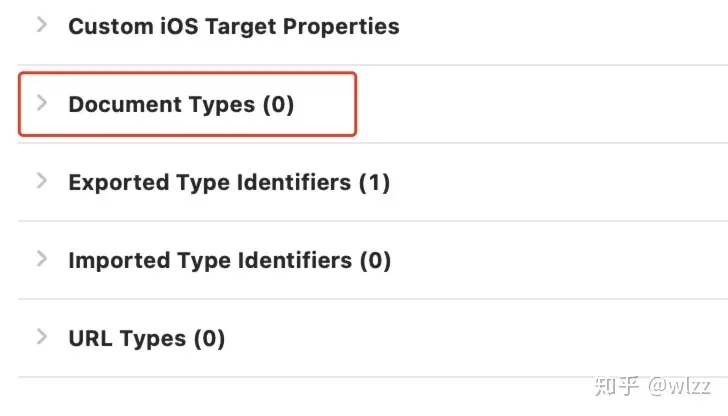 Custom iOS Target Properties
Document Types (0)
Exported Type Identifiers (1)
Imported Type Identifiers (0)
URL Types (0)
知乎 @wlzz